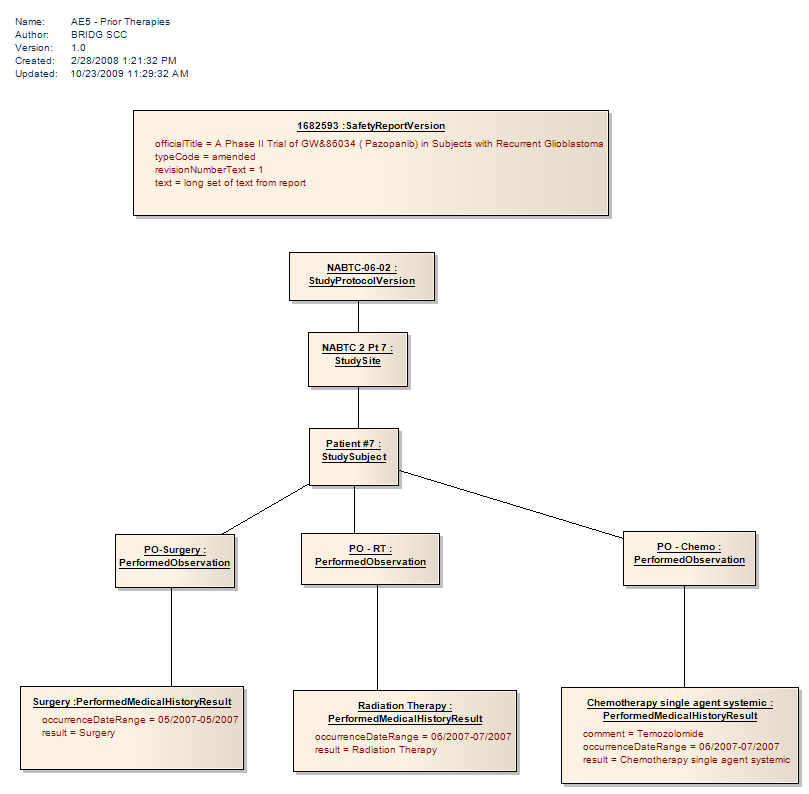 Name: AE5 - Prior Therapies
Author: BRIDG SCC
Version: 1.0
Created: 2/28/2008 1:21:32 PM
Updated: 10/23/2009 11:29:32 AM
1682593 :SafetyReportVersion
officialTitle = A Phase II Trial of GW&86034 ( Pazopanib) in Subjects with Recurrent Glioblastoma
typeCode = amended
revisionNumberText = 1
text = long set of text from report
NABTC-06-02 :
StudyProtocolVersion
NABTC 2 Pt 7 :
StudySite
Patient #7 :
StudySubject
PO-Surgery :
PerformedObservation
PO - RT :
PerformedObservation
PO - Chemo :
PerformedObservation
Surgery :PerformedMedicalHistoryResult
occurrenceDateRange = 05/2007-05/2007
result = Surgery
Radiation Therapy :
PerformedMedicalHistoryResult
occurrenceDateRange = 06/2007-07/2007
result = Radiation Therapy
Chemotherapy single agent systemic :
PerformedMedicalHistoryResult
comment = Temozolomide
occurrenceDateRange = 06/2007-07/2007
result = Chemotherapy single agent systemic